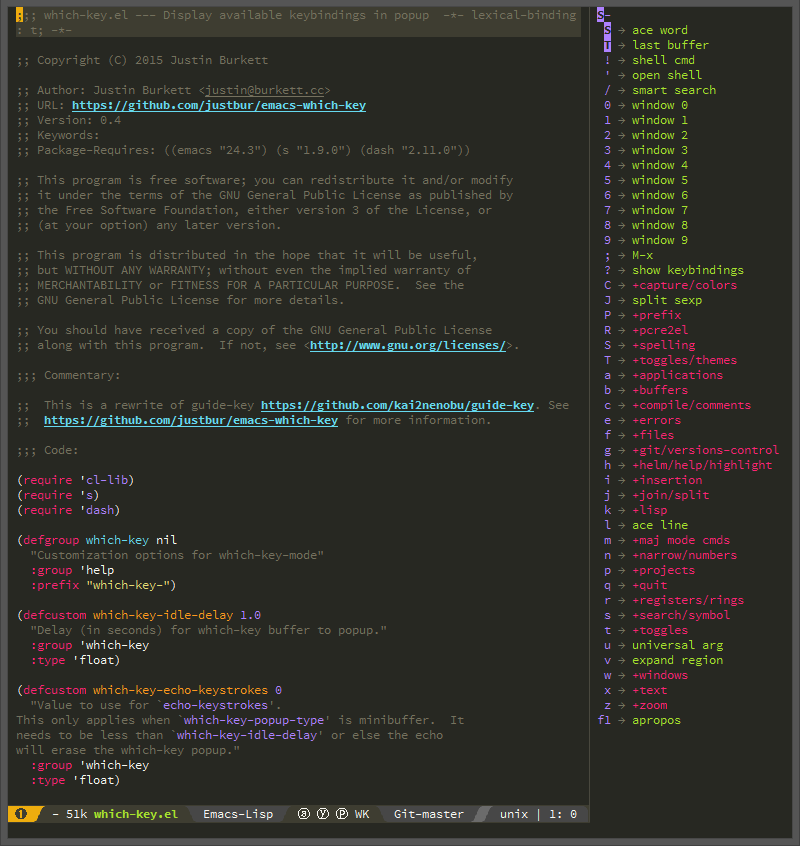 ;;; which-key.el --- Display available keybindings in popup  -*- lexical-binding
: t; -*-
;; Copyright (C) 2015 Justin Burkett
;; Author: Justin Burkett <justin@burkett.cc>
;; URL: https://github.com/justbur/emacs-which-key
;; Version: 0.4
;; Keywords:
;; Package-Requires: ((emacs "24.3") (s "1.9.0") (dash "2.11.0"))
;; This program is free software; you can redistribute it and/or modify
;; it under the terms of the GNU General Public License as published by
;; the Free Software Foundation, either version 3 of the License, or
;; (at your option) any later version.
;; This program is distributed in the hope that it will be useful,
;; but WITHOUT ANY WARRANTY; without even the implied warranty of
;; MERCHANTABILITY or FITNESS FOR A PARTICULAR PURPOSE.  See the
;; GNU General Public License for more details.
;; You should have received a copy of the GNU General Public License
;; along with this program.  If not, see <http://www.gnu.org/licenses/>.
;;; Commentary:
;;  This is a rewrite of guide-key https://github.com/kai2nenobu/guide-key. See
;;  https://github.com/justbur/emacs-which-key for more information.
;;; Code:
(require 'cl-lib)
(require 's)
(require 'dash)
(defgroup which-key nil
  "Customization options for which-key-mode"
  :group 'help
  :prefix "which-key-")
(defcustom which-key-idle-delay 1.0
  "Delay (in seconds) for which-key buffer to popup."
  :group 'which-key
  :type 'float)
(defcustom which-key-echo-keystrokes 0
  "Value to use for `echo-keystrokes'.
This only applies when `which-key-popup-type' is minibuffer.  It
needs to be less than `which-key-idle-delay' or else the echo
will erase the which-key popup."
  :group 'which-key
  :type 'float)
❶ - 51k which-key.el Emacs-Lisp ⓐ ⓨ ⓟ WK Git-master unix | 1: 0
S-
S → ace word
T → last buffer
! → shell cmd
' → open shell
/ → smart search
0 → window 0
1 → window 1
2 → window 2
3 → window 3
4 → window 4
5 → window 5
6 → window 6
7 → window 7
8 → window 8
9 → window 9
; → M-x
? → show keybindings
C → +capture/colors
J → split sexp
P → +prefix
R → +pcre2el
S → +spelling
T → +toggles/themes
a → +applications
b → +buffers
c → +compile/comments
e → +errors
f → +files
g → +git/versions-control
h → +helm/help/highlight
i → +insertion
j → +join/split
k → +lisp
l → ace line
m → +maj mode cmds
n → +narrow/numbers
p → +projects
q → +quit
r → +registers/rings
s → +search/symbol
t → +toggles
u → universal arg
v → expand region
w → +windows
x → +text
z → +zoom
f1 → apropos